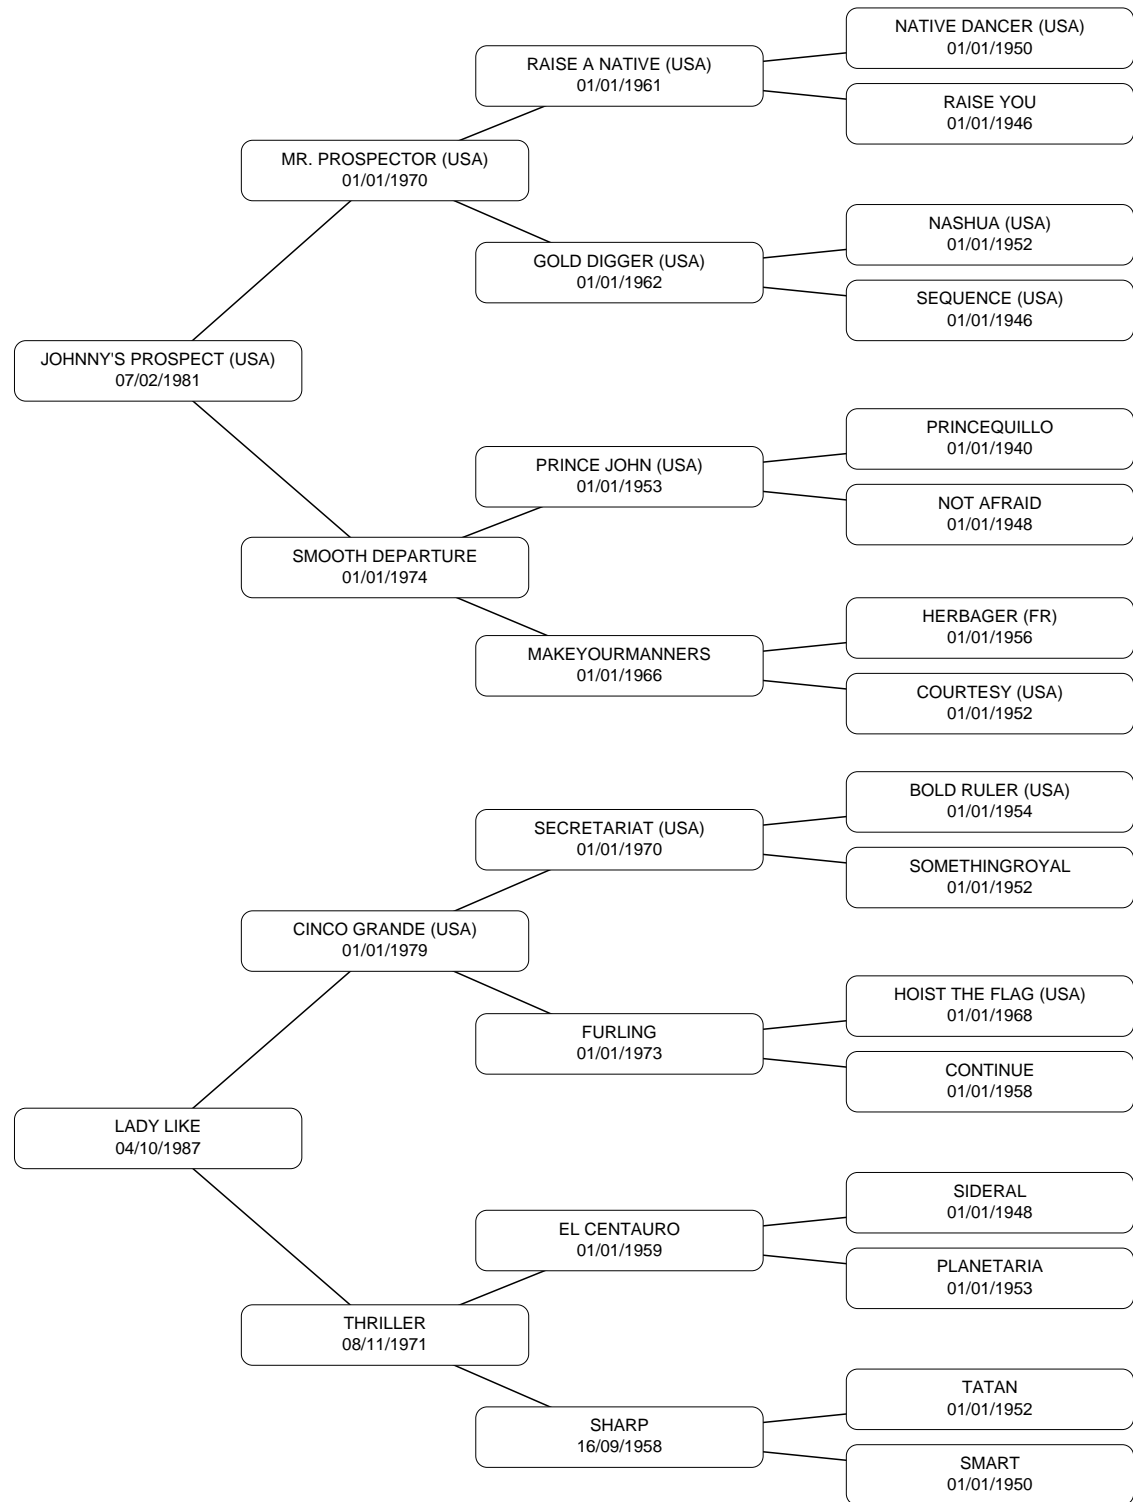 NATIVE DANCER (USA)
01/01/1950
RAISE A NATIVE (USA)
01/01/1961
RAISE YOU
01/01/1946
MR. PROSPECTOR (USA)
01/01/1970
NASHUA (USA)
01/01/1952
GOLD DIGGER (USA)
01/01/1962
SEQUENCE (USA)
01/01/1946
JOHNNY'S PROSPECT (USA)
07/02/1981
PRINCEQUILLO
01/01/1940
PRINCE JOHN (USA)
01/01/1953
NOT AFRAID
01/01/1948
SMOOTH DEPARTURE
01/01/1974
HERBAGER (FR)
01/01/1956
MAKEYOURMANNERS
01/01/1966
COURTESY (USA)
01/01/1952
BOLD RULER (USA)
01/01/1954
SECRETARIAT (USA)
01/01/1970
SOMETHINGROYAL
01/01/1952
CINCO GRANDE (USA)
01/01/1979
HOIST THE FLAG (USA)
01/01/1968
FURLING
01/01/1973
CONTINUE
01/01/1958
LADY LIKE
04/10/1987
SIDERAL
01/01/1948
EL CENTAURO
01/01/1959
PLANETARIA
01/01/1953
THRILLER
08/11/1971
TATAN
01/01/1952
SHARP
16/09/1958
SMART
01/01/1950